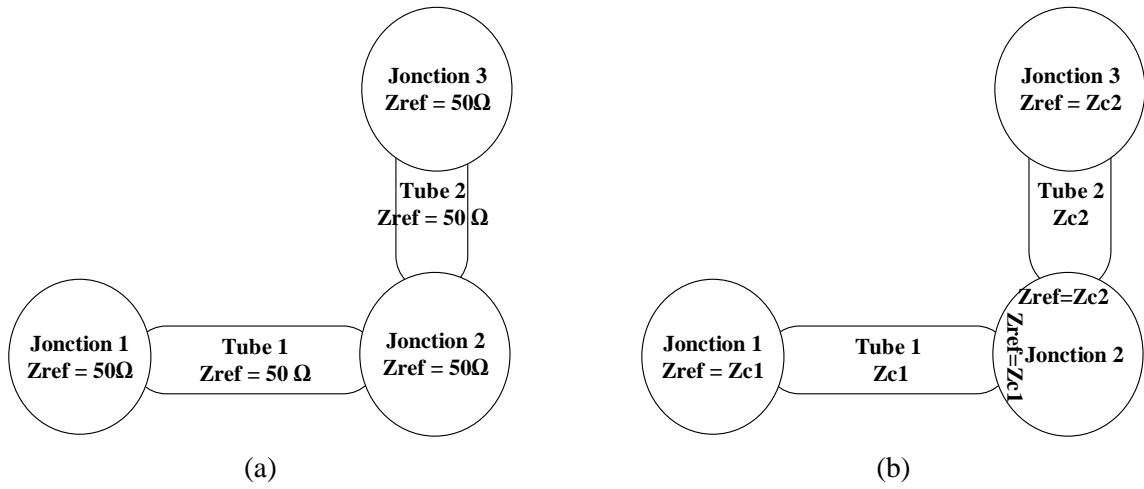 Jonction 3
Zref = 50Ω
Tube 2
Zref = 50 Ω
Jonction 1
Zref = 50Ω
Tube 1
Zref = 50 Ω
Jonction 2
Zref = 50Ω
(a)
Jonction 3
Zref = Zc2
Tube 2
Zc2
Zref=Zc2
Jonction 1
Zref = Zc1
Tube 1
Zc1
Zref=Zc1
Jonction 2
(b)